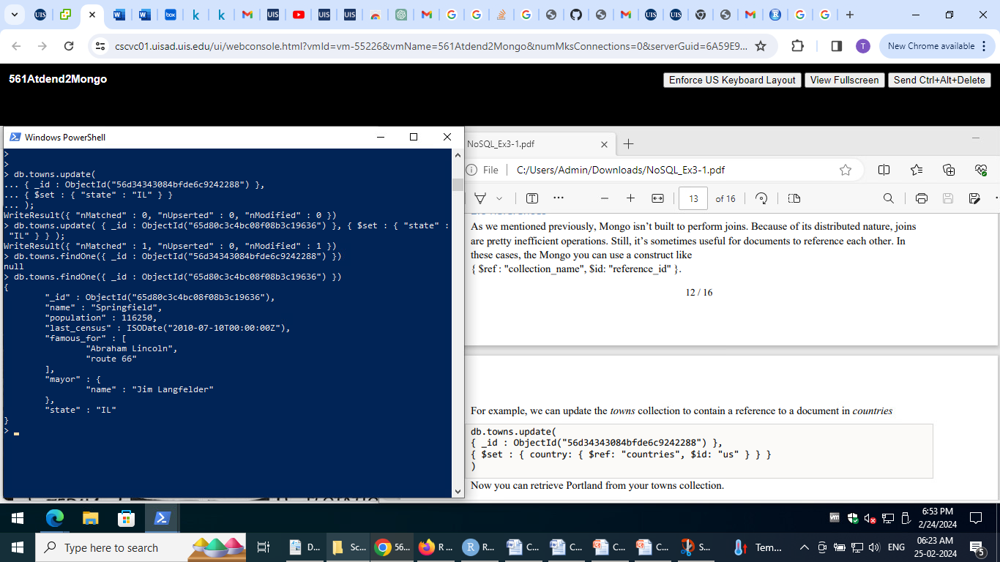 cscvc01.uisad.uis.edu/ui/webconsole.html?vmId=vm-55226&vmName=561Atdend2Mongo&numMksConnections=0&serverGuid=6A59E9...
New Chrome available
561Atdend2Mongo
Enforce US Keyboard Layout
View Fullscreen
Send Ctrl+Alt+Delete
Windows PowerShell
>
>
> db.towns.update(
... { _id : ObjectId("56d34343084bfde6c9242288") },
... { $set : { "state" : "IL" } }
... );
WriteResult({ "nMatched" : 0, "nUpserted" : 0, "nModified" : 0 })
> db.towns.update( { _id : ObjectId("65d80c3c4bc08f08b3c19636") }, { $set : { "state" :
"IL" } } );
WriteResult({ "nMatched" : 1, "nUpserted" : 0, "nModified" : 1 })
> db.towns.findOne({ _id : ObjectId("56d34343084bfde6c9242288") })
null
> db.towns.findOne({ _id : ObjectId("65d80c3c4bc08f08b3c19636") })
{
"_id" : ObjectId("65d80c3c4bc08f08b3c19636"),
"name" : "Springfield",
"population" : 116250,
"last_census" : ISODate("2010-07-10T00:00:00Z"),
"famous_for" : [
"Abraham Lincoln",
"route 66"
],
"mayor" : {
"name" : "Jim Langfelder"
},
"state" : "IL"
}
>
NoSQL_Ex3-1.pdf
File
C:/Users/Admin/Downloads/NoSQL_Ex3-1.pdf
13 of 16
As we mentioned previously, Mongo isn't built to perform joins. Because of its distributed nature, joins
are pretty inefficient operations. Still, it's sometimes useful for documents to reference each other. In
these cases, the Mongo you can use a construct like
{ $ref : "collection_name", $id: "reference_id" }.
12 / 16
For example, we can update the towns collection to contain a reference to a document in countries
db.towns.update(
{ _id : ObjectId("56d34343084bfde6c9242288") },
{ $set : { country: { $ref: "countries", $id: "us" } } }
)
Now you can retrieve Portland from your towns collection.
6:53 PM
2/24/2024
Type here to search
D...
Sc...
56...
R ...
R...
C...
C...
C...
C...
S...
Tem...
ENG
06:23 AM
25-02-2024
5